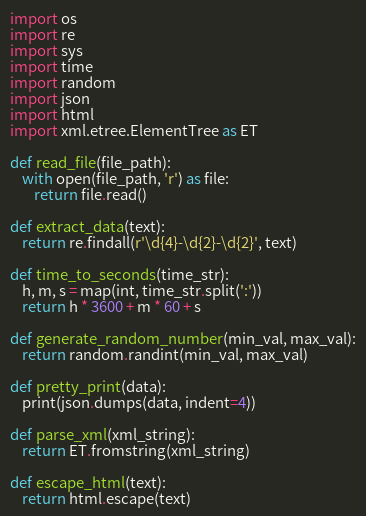 import os
import re
import sys
import time
import random
import json
import html
import xml.etree.ElementTree as ET

def read_file(file_path):
    with open(file_path, 'r') as file:
        return file.read()

def extract_data(text):
    return re.findall(r'\d{4}-\d{2}-\d{2}', text)

def time_to_seconds(time_str):
    h, m, s = map(int, time_str.split(':'))
    return h * 3600 + m * 60 + s

def generate_random_number(min_val, max_val):
    return random.randint(min_val, max_val)

def pretty_print(data):
    print(json.dumps(data, indent=4))

def parse_xml(xml_string):
    return ET.fromstring(xml_string)

def escape_html(text):
    return html.escape(text)